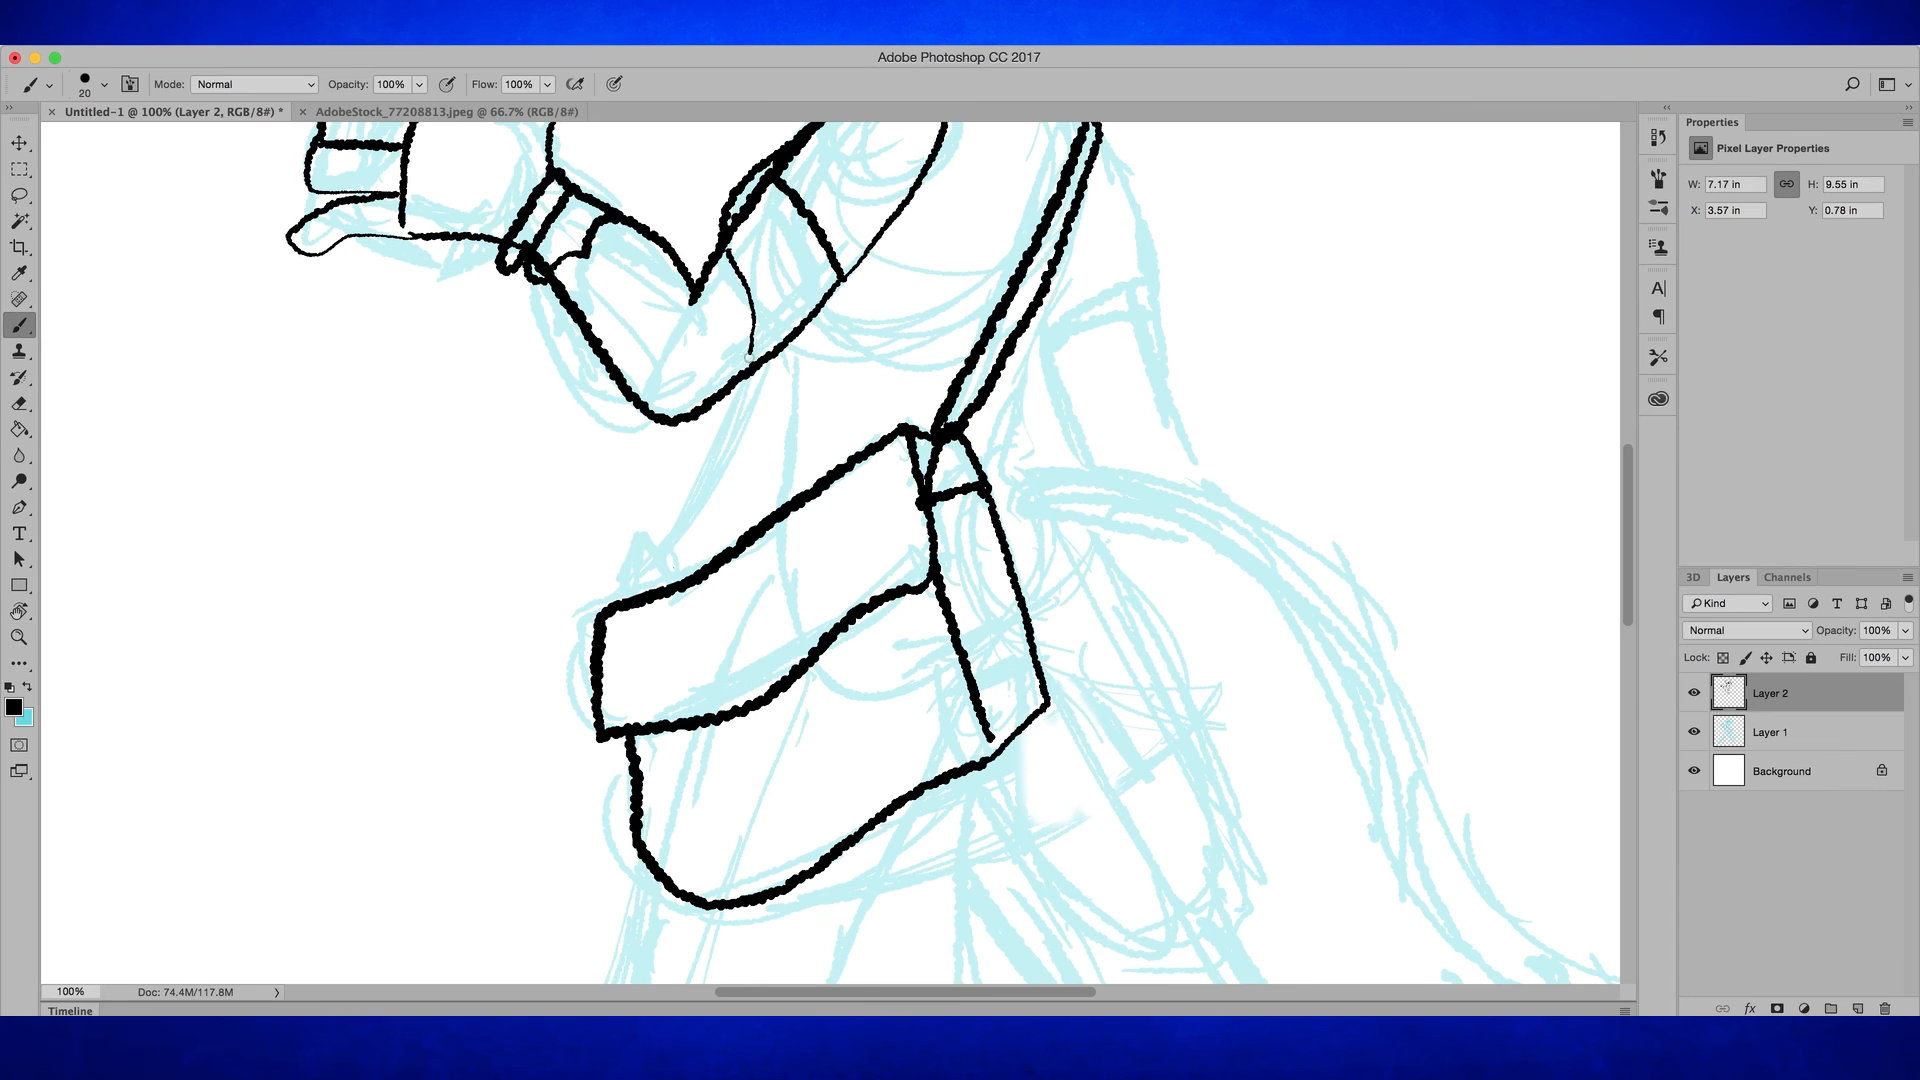 Adobe Photoshop CC 2017
20 Mode: Normal Opacity: 100% Flow: 100%
Untitled-1 @ 100% (Layer 2, RGB/8#) * AdobeStock_77208813.jpeg @ 66.7% (RGB/8#)
Properties
Pixel Layer Properties
W: 7.17 in H: 9.55 in
X: 3.57 in Y: 0.78 in
3D Layers Channels
Kind
Normal Opacity: 100%
Lock: Fill: 100%
Layer 2
Layer 1
Background
100% Doc: 74.4M/117.8M
Timeline